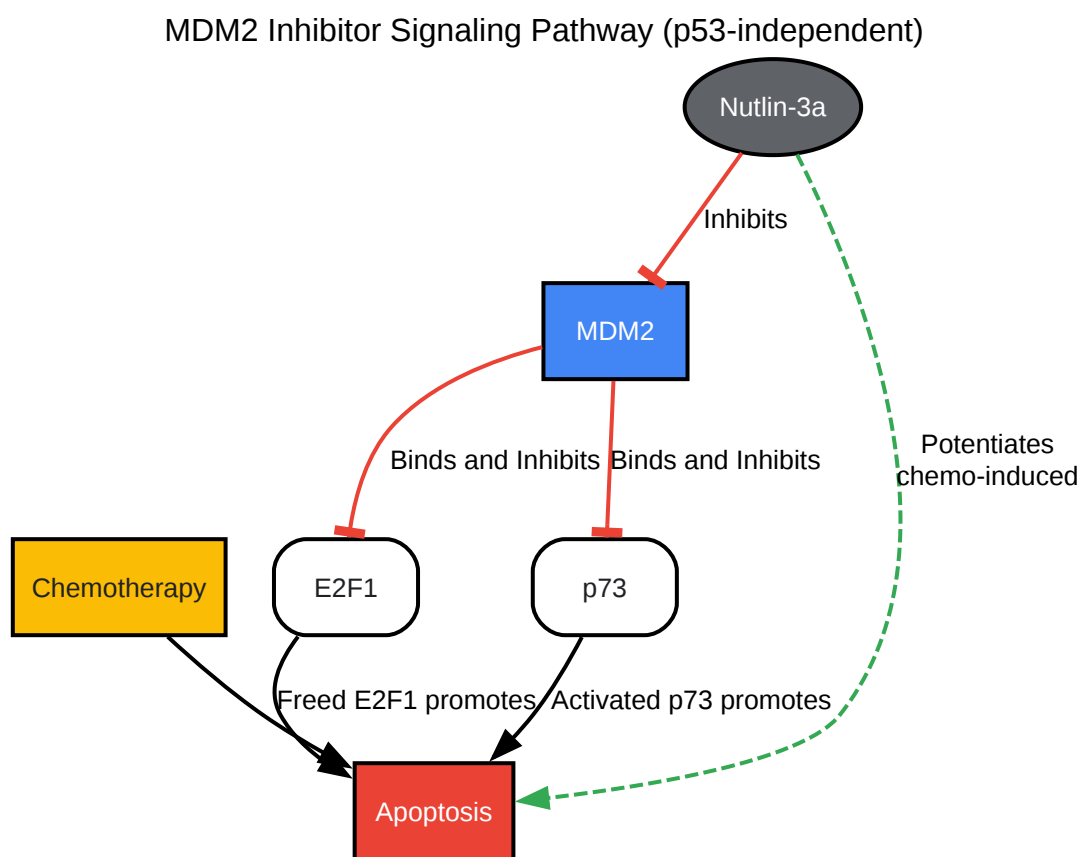 MDM2 Inhibitor Signaling Pathway (p53-independent)
Nutlin-3a
Inhibits
MDM2
Potentiates
chemo-induced
Binds and Inhibits
Binds and Inhibits
Chemotherapy
E2F1
p73
Freed E2F1 promotes
Activated p73 promotes
Apoptosis